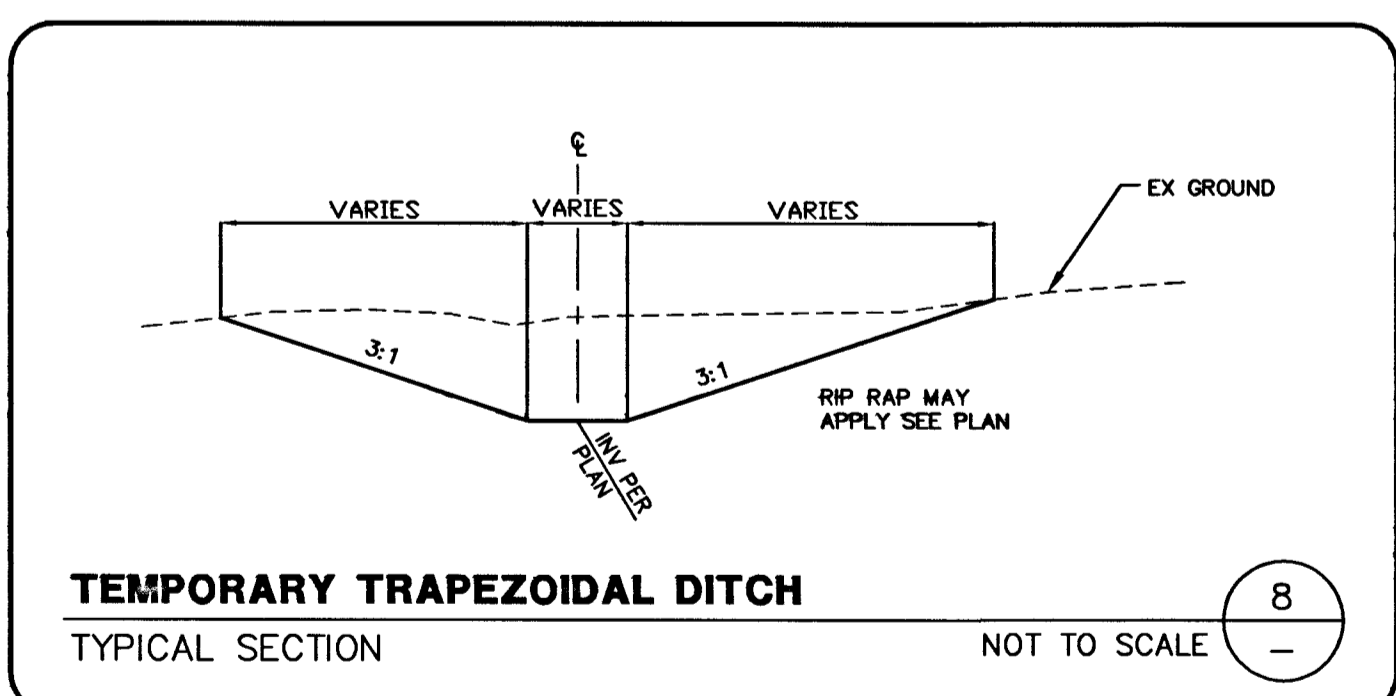 ℄
VARIES
VARIES
VARIES
EX GROUND
3:1
3:1
RIP RAP MAY
APPLY SEE PLAN
INV PER
PLAN
TEMPORARY TRAPEZOIDAL DITCH
8
TYPICAL SECTION
NOT TO SCALE
–